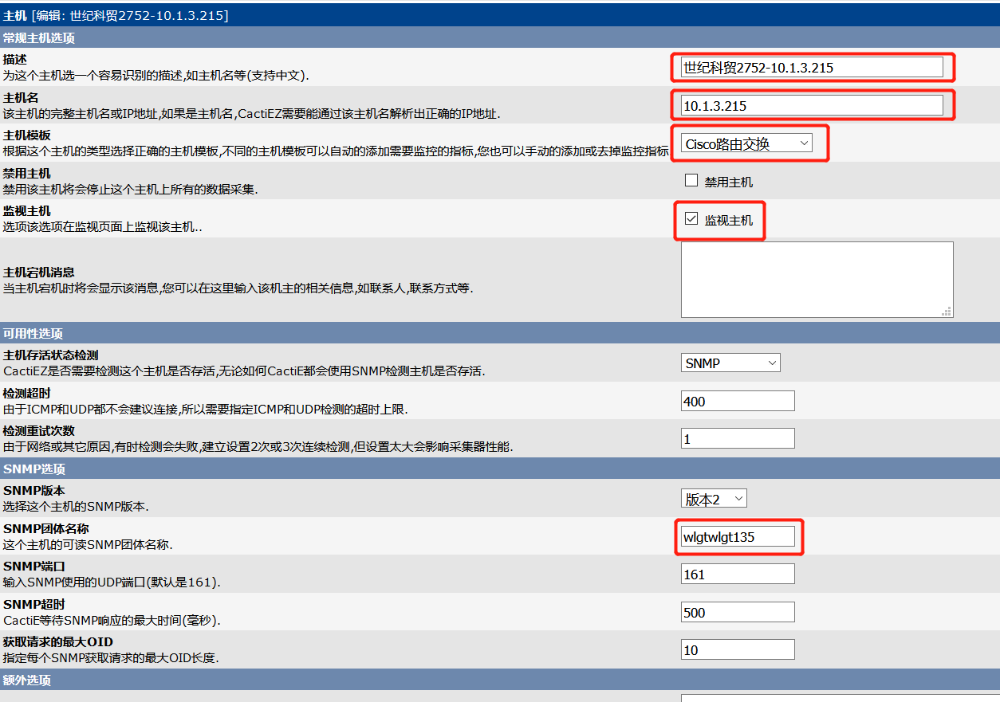 主机 [编辑: 世纪科贸2752-10.1.3.215]
常规主机选项
描述
为这个主机选一个容易识别的描述,如主机名等(支持中文).
世纪科贸2752-10.1.3.215
主机名
该主机的完整主机名或IP地址,如果是主机名,CactiEZ需要能通过该主机名解析出正确的IP地址.
10.1.3.215
主机模板
根据这个主机的类型选择正确的主机模板,不同的主机模板可以自动的添加需要监控的指标,您也可以手动的添加或去掉监控指标
Cisco路由交换
禁用主机
禁用该主机将会停止这个主机上所有的数据采集.
禁用主机
监视主机
选项该选项在监视页面上监视该主机..
监视主机
主机宕机消息
当主机宕机时将会显示该消息,您可以在这里输入该机主的相关信息,如联系人,联系方式等.
可用性选项
主机存活状态检测
CactiEZ是否需要检测这个主机是否存活,无论如何CactiE都会使用SNMP检测主机是否存活.
SNMP
检测超时
由于ICMP和UDP都不会建议连接,所以需要指定ICMP和UDP检测的超时上限.
400
检测重试次数
由于网络或其它原因,有时检测会失败,建立设置2次或3次连续检测,但设置太大会影响采集器性能.
1
SNMP选项
SNMP版本
选择这个主机的SNMP版本.
版本2
SNMP团体名称
这个主机的可读SNMP团体名称.
wlgtwlgt135
SNMP端口
输入SNMP使用的UDP端口(默认是161).
161
SNMP超时
CactiE等待SNMP响应的最大时间(毫秒).
500
获取请求的最大OID
指定每个SNMP获取请求的最大OID长度.
10
额外选项